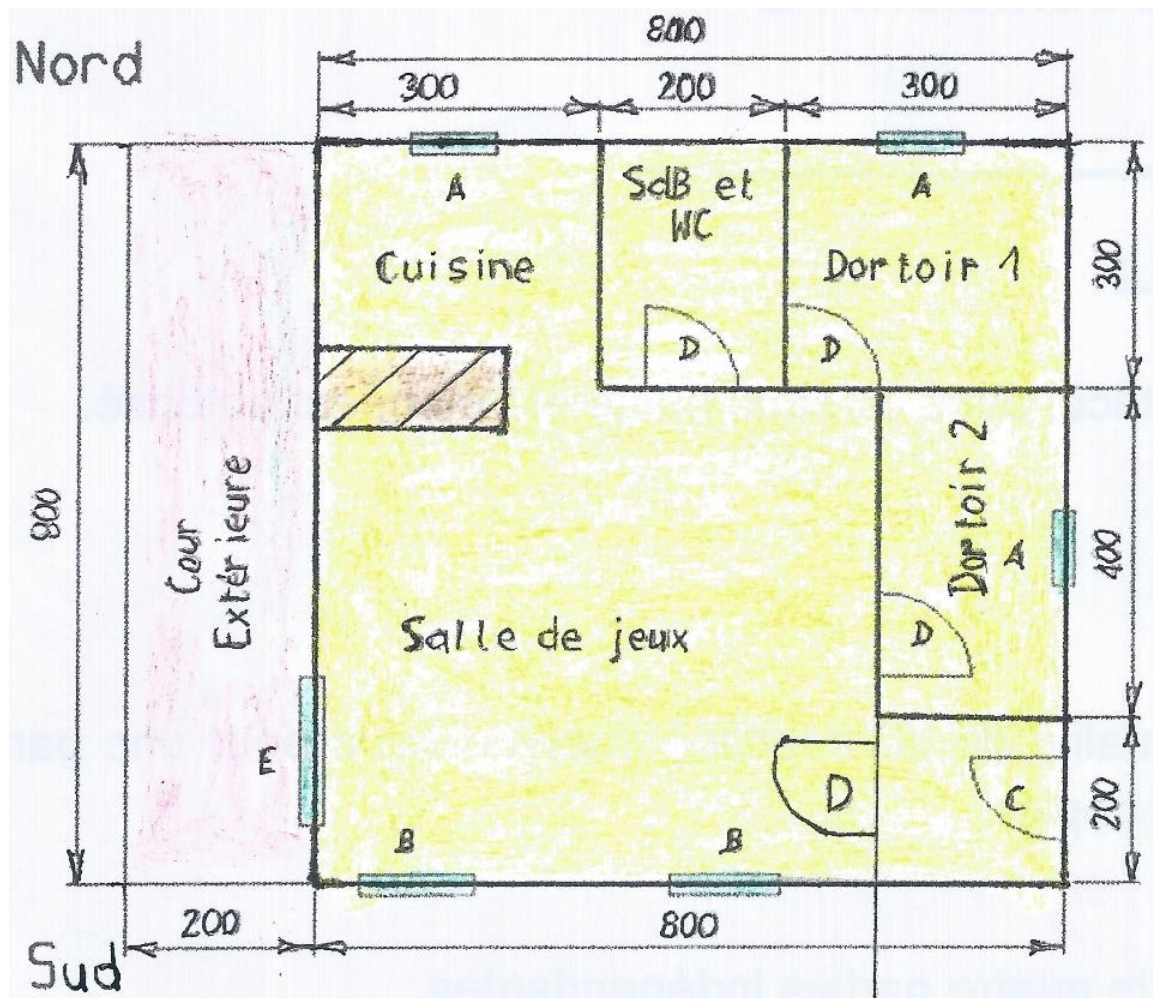 800
Nord
300
200
300
SdB et
WC
A
A
Cuisine
Dortoir 1
300
D
D
Dortoir 2
800
Cour
Extérieure
A
400
Salle de jeux
D
E
D
C
200
B
B
200
800
Sud